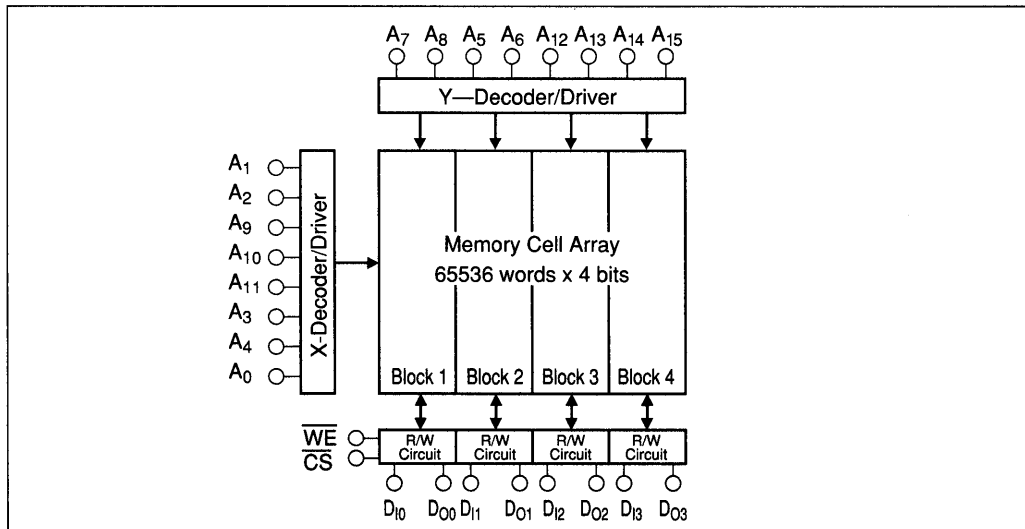 A7 A8 A5 A6 A12 A13 A14 A15
Y—Decoder/Driver
A1
A2
A9
A10
A11
A3
A4
A0
X-Decoder/Driver
Memory Cell Array
65536 words x 4 bits
Block 1 Block 2 Block 3 Block 4
W̅E̅
C̅S̅
R/W Circuit
R/W Circuit
R/W Circuit
R/W Circuit
DI0 DO0 DI1 DO1 DI2 DO2 DI3 DO3